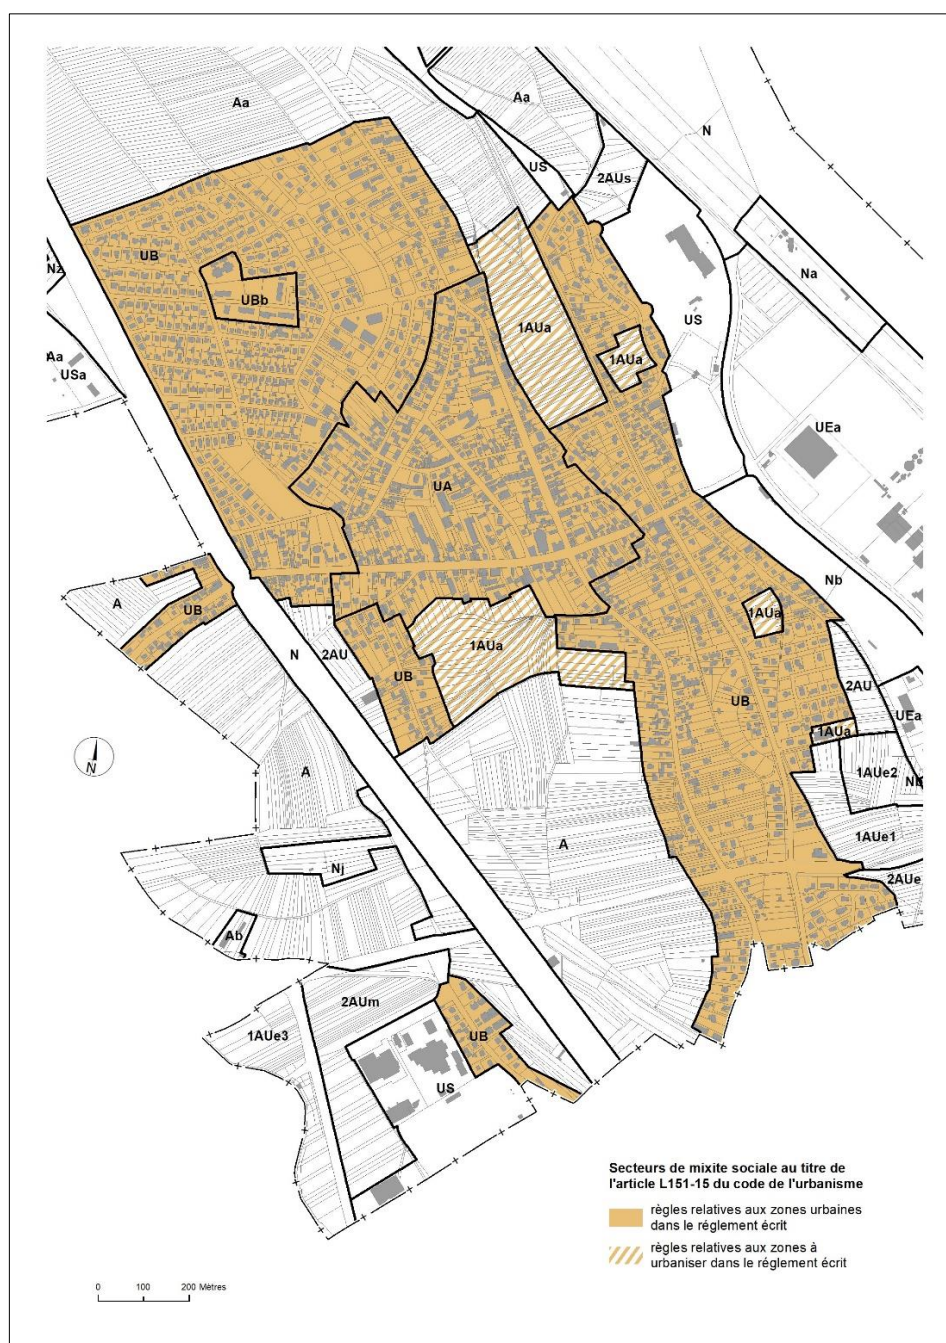 Aa
Aa
N
US
2AUs
UB
Nz
UBb
Na
1AUa
US
1AUa
Aa
USa
UEa
UA
Nb
A
UB
1AUa
N
2AU
1AUa
UB
2AU
UB
UEa
1AUa
1AUe2
Nb
N
A
1AUe1
A
2AUe
Nj
Ab
2AUm
1AUe3
UB
US
Secteurs de mixite sociale au titre de
l'article L151-15 du code de l'urbanisme
règles relatives aux zones urbaines
dans le réglement écrit
règles relatives aux zones à
urbaniser dans le réglement écrit
0 100 200 Mètres